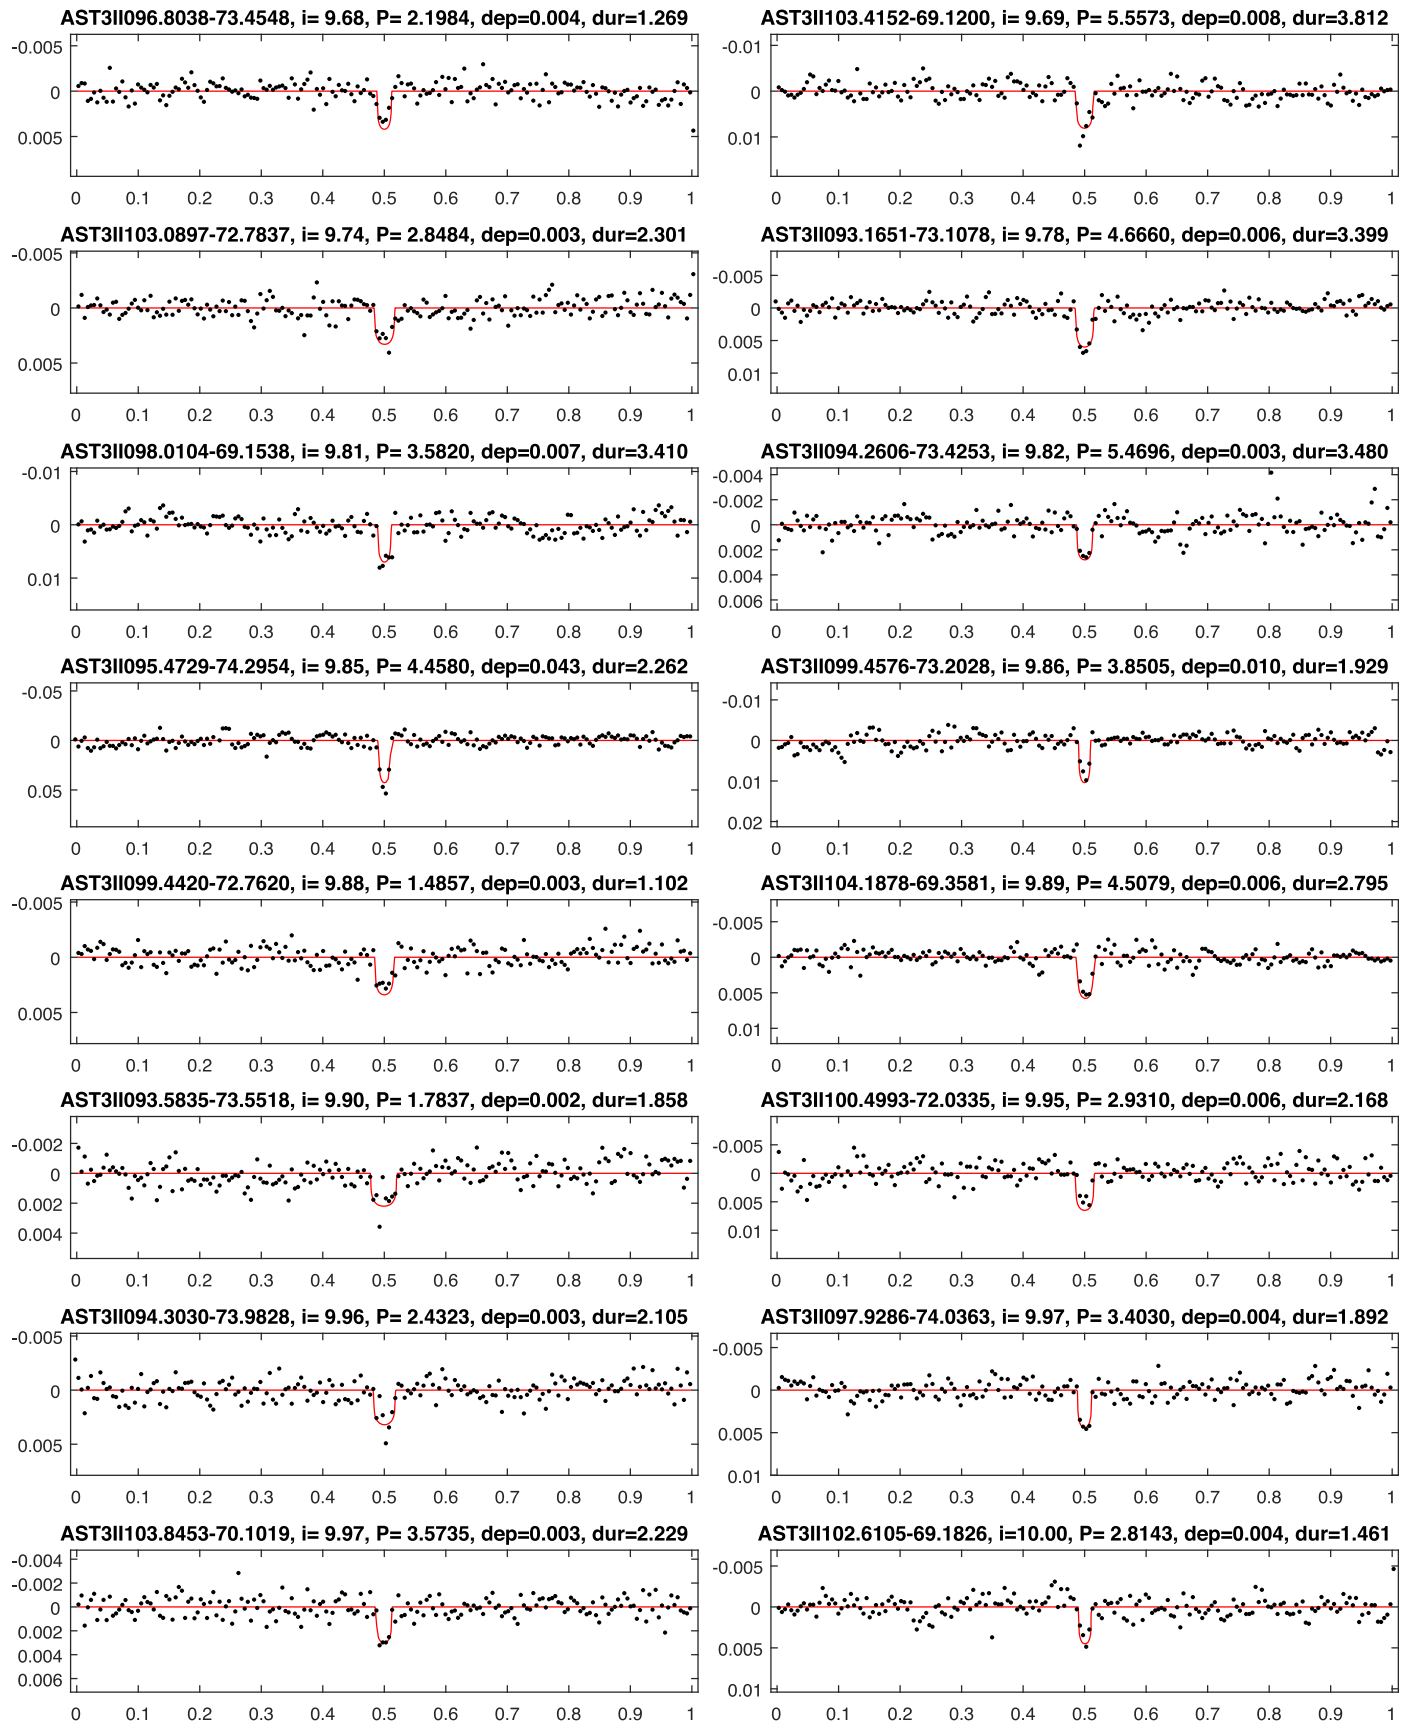 AST3II096.8038-73.4548, i= 9.68, P= 2.1984, dep=0.004, dur=1.269
-0.005
0
0.005
0 0.1 0.2 0.3 0.4 0.5 0.6 0.7 0.8 0.9 1
AST3II103.4152-69.1200, i= 9.69, P= 5.5573, dep=0.008, dur=3.812
-0.01
0
0.01
0 0.1 0.2 0.3 0.4 0.5 0.6 0.7 0.8 0.9 1
AST3II103.0897-72.7837, i= 9.74, P= 2.8484, dep=0.003, dur=2.301
-0.005
0
0.005
0 0.1 0.2 0.3 0.4 0.5 0.6 0.7 0.8 0.9 1
AST3II093.1651-73.1078, i= 9.78, P= 4.6660, dep=0.006, dur=3.399
-0.005
0
0.005
0.01
0 0.1 0.2 0.3 0.4 0.5 0.6 0.7 0.8 0.9 1
AST3II098.0104-69.1538, i= 9.81, P= 3.5820, dep=0.007, dur=3.410
-0.01
0
0.01
0 0.1 0.2 0.3 0.4 0.5 0.6 0.7 0.8 0.9 1
AST3II094.2606-73.4253, i= 9.82, P= 5.4696, dep=0.003, dur=3.480
-0.004
-0.002
0
0.002
0.004
0.006
0 0.1 0.2 0.3 0.4 0.5 0.6 0.7 0.8 0.9 1
AST3II095.4729-74.2954, i= 9.85, P= 4.4580, dep=0.043, dur=2.262
-0.05
0
0.05
0 0.1 0.2 0.3 0.4 0.5 0.6 0.7 0.8 0.9 1
AST3II099.4576-73.2028, i= 9.86, P= 3.8505, dep=0.010, dur=1.929
-0.01
0
0.01
0.02
0 0.1 0.2 0.3 0.4 0.5 0.6 0.7 0.8 0.9 1
AST3II099.4420-72.7620, i= 9.88, P= 1.4857, dep=0.003, dur=1.102
-0.005
0
0.005
0 0.1 0.2 0.3 0.4 0.5 0.6 0.7 0.8 0.9 1
AST3II104.1878-69.3581, i= 9.89, P= 4.5079, dep=0.006, dur=2.795
-0.005
0
0.005
0.01
0 0.1 0.2 0.3 0.4 0.5 0.6 0.7 0.8 0.9 1
AST3II093.5835-73.5518, i= 9.90, P= 1.7837, dep=0.002, dur=1.858
-0.002
0
0.002
0.004
0 0.1 0.2 0.3 0.4 0.5 0.6 0.7 0.8 0.9 1
AST3II100.4993-72.0335, i= 9.95, P= 2.9310, dep=0.006, dur=2.168
-0.005
0
0.005
0.01
0 0.1 0.2 0.3 0.4 0.5 0.6 0.7 0.8 0.9 1
AST3II094.3030-73.9828, i= 9.96, P= 2.4323, dep=0.003, dur=2.105
-0.005
0
0.005
0 0.1 0.2 0.3 0.4 0.5 0.6 0.7 0.8 0.9 1
AST3II097.9286-74.0363, i= 9.97, P= 3.4030, dep=0.004, dur=1.892
-0.005
0
0.005
0.01
0 0.1 0.2 0.3 0.4 0.5 0.6 0.7 0.8 0.9 1
AST3II103.8453-70.1019, i= 9.97, P= 3.5735, dep=0.003, dur=2.229
-0.004
-0.002
0
0.002
0.004
0.006
0 0.1 0.2 0.3 0.4 0.5 0.6 0.7 0.8 0.9 1
AST3II102.6105-69.1826, i=10.00, P= 2.8143, dep=0.004, dur=1.461
-0.005
0
0.005
0.01
0 0.1 0.2 0.3 0.4 0.5 0.6 0.7 0.8 0.9 1